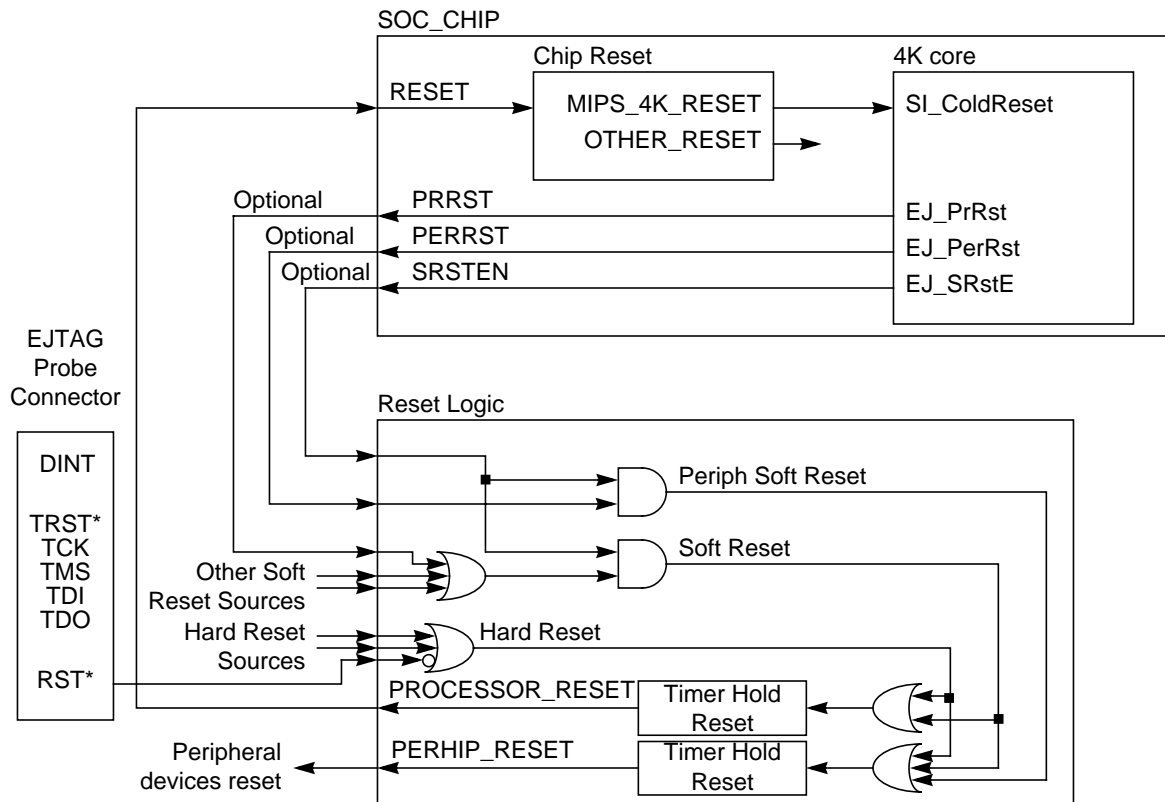 SOC_CHIP
Chip Reset
4K core
RESET
MIPS_4K_RESET
SI_ColdReset
OTHER_RESET
Optional
PRRST
EJ_PrRst
Optional
PERRST
EJ_PerRst
Optional
SRSTEN
EJ_SRstE
EJTAG
Probe
Connector
Reset Logic
DINT
TRST*
TCK
TMS
TDI
TDO
RST*
Periph Soft Reset
Soft Reset
Other Soft
Reset Sources
Hard Reset
Sources
Hard Reset
PROCESSOR_RESET
Timer Hold
Reset
Peripheral
devices reset
PERHIP_RESET
Timer Hold
Reset